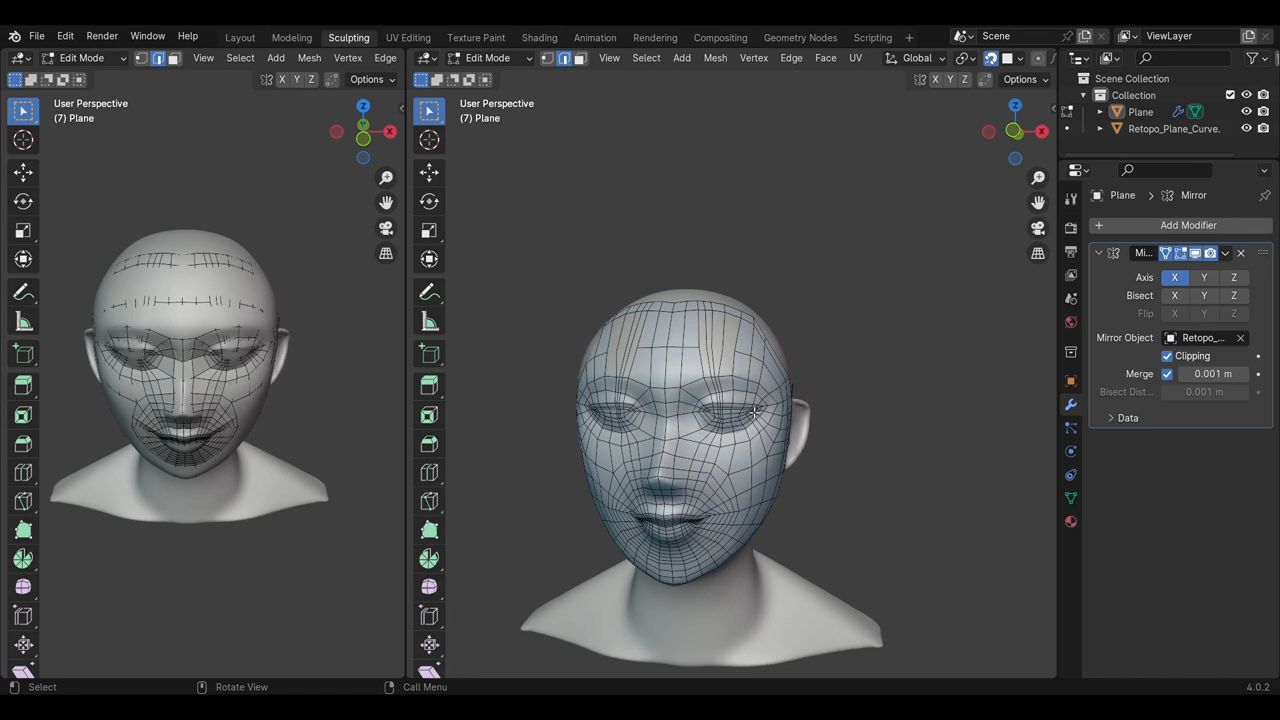 File Edit Render Window Help Layout Modeling Sculpting UV Editing Texture Paint Shading Animation Rendering Compositing Geometry Nodes Scripting + Scene ViewLayer
Edit Mode View Select Add Mesh Vertex Edge
Edit Mode View Select Add Mesh Vertex Edge Face UV Global
X Y Z Options
X Y Z Options
User Perspective
(7) Plane
Z
Y
X
User Perspective
(7) Plane
Z
X
Scene Collection
Collection
Plane
Retopo_Plane_Curve.
Plane > Mirror
+ Add Modifier
Mi...
Axis X Y Z
Bisect X Y Z
Flip X Y Z
Mirror Object Retopo_...
Clipping
Merge 0.001 m
Bisect Dist... 0.001 m
Data
Select Rotate View Call Menu 4.0.2